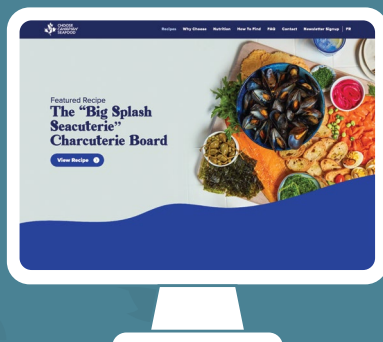 CHOOSE
CANADIAN
SEAFOOD
Recipes Why Choose Nutrition How To Find FAQ Contact Newsletter Signup | FR
Featured Recipe
The “Big Splash
Seacuterie”
Charcuterie Board
View Recipe